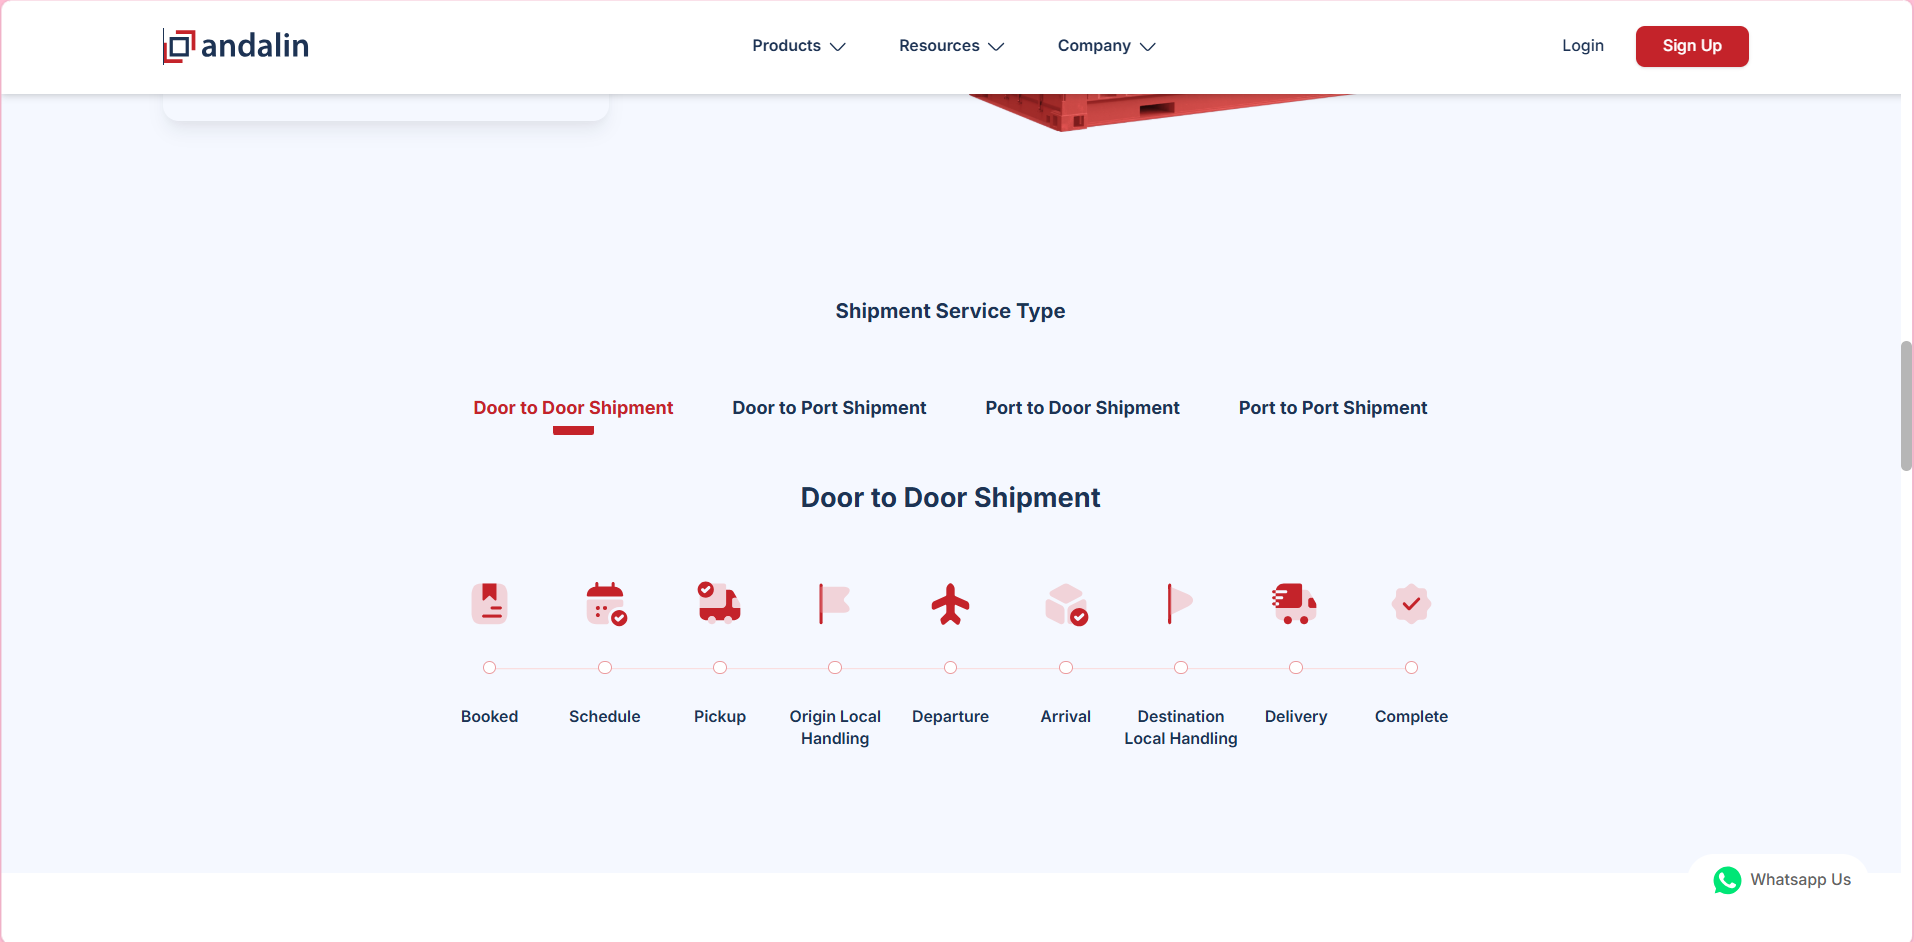 andalin
Products
Resources
Company
Login
Sign Up
Shipment Service Type
Door to Door Shipment
Door to Port Shipment
Port to Door Shipment
Port to Port Shipment
Door to Door Shipment
Booked
Schedule
Pickup
Origin Local
Handling
Departure
Arrival
Destination
Local Handling
Delivery
Complete
Whatsapp Us